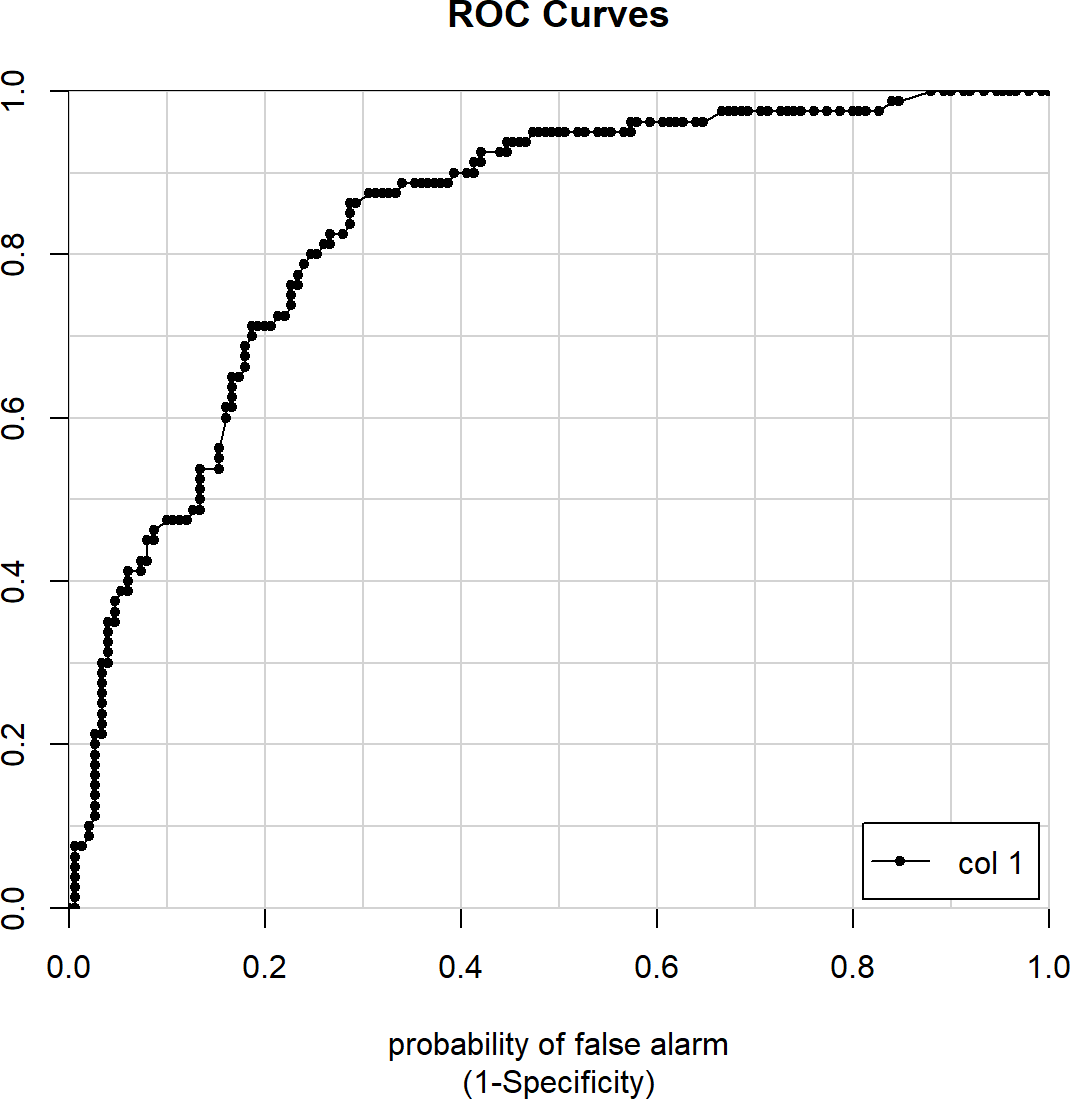 ROC Curves
1.0
0.8
0.6
0.4
0.2
0.0
col 1
0.0 0.2 0.4 0.6 0.8 1.0
probability of false alarm
(1-Specificity)